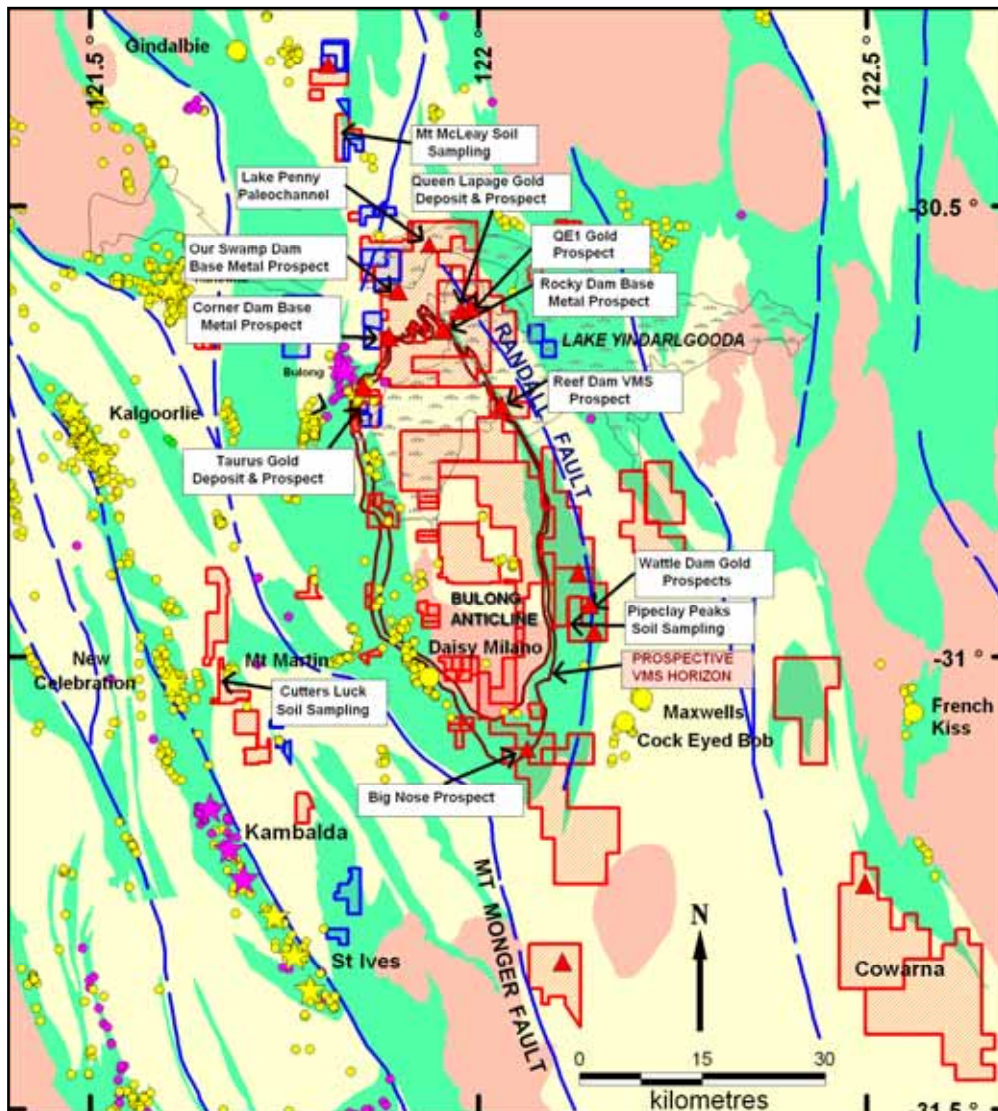 121.5 °
122 °
122.5 °
Gindalbie
Mt McLeay Soil
Sampling
Lake Penny
Paleochannel
Queen Lapage Gold
Deposit & Prospect
-30.5 °
Our Swamp Dam
Base Metal Prospect
QE1 Gold
Prospect
Corner Dam Base
Metal Prospect
Rocky Dam Base
Metal Prospect
LAKE YINDARLGOODA
RANDALL FAULT
Bulong
Kalgoorlie
Reef Dam VMS
Prospect
Taurus Gold
Deposit & Prospect
Wattle Dam Gold
Prospects
BULONG
ANTICLINE
Pipeclay Peaks
Soil Sampling
Daisy Milano
New
Celebration
Mt Martin
PROSPECTIVE
VMS HORIZON
-31 °
Cutters Luck
Soil Sampling
Maxwells
French
Kiss
Cock Eyed Bob
Big Nose Prospect
Kambalda
MT MONGER FAULT
N
St Ives
Cowarna
0 15 30
kilometres
-31.5 °